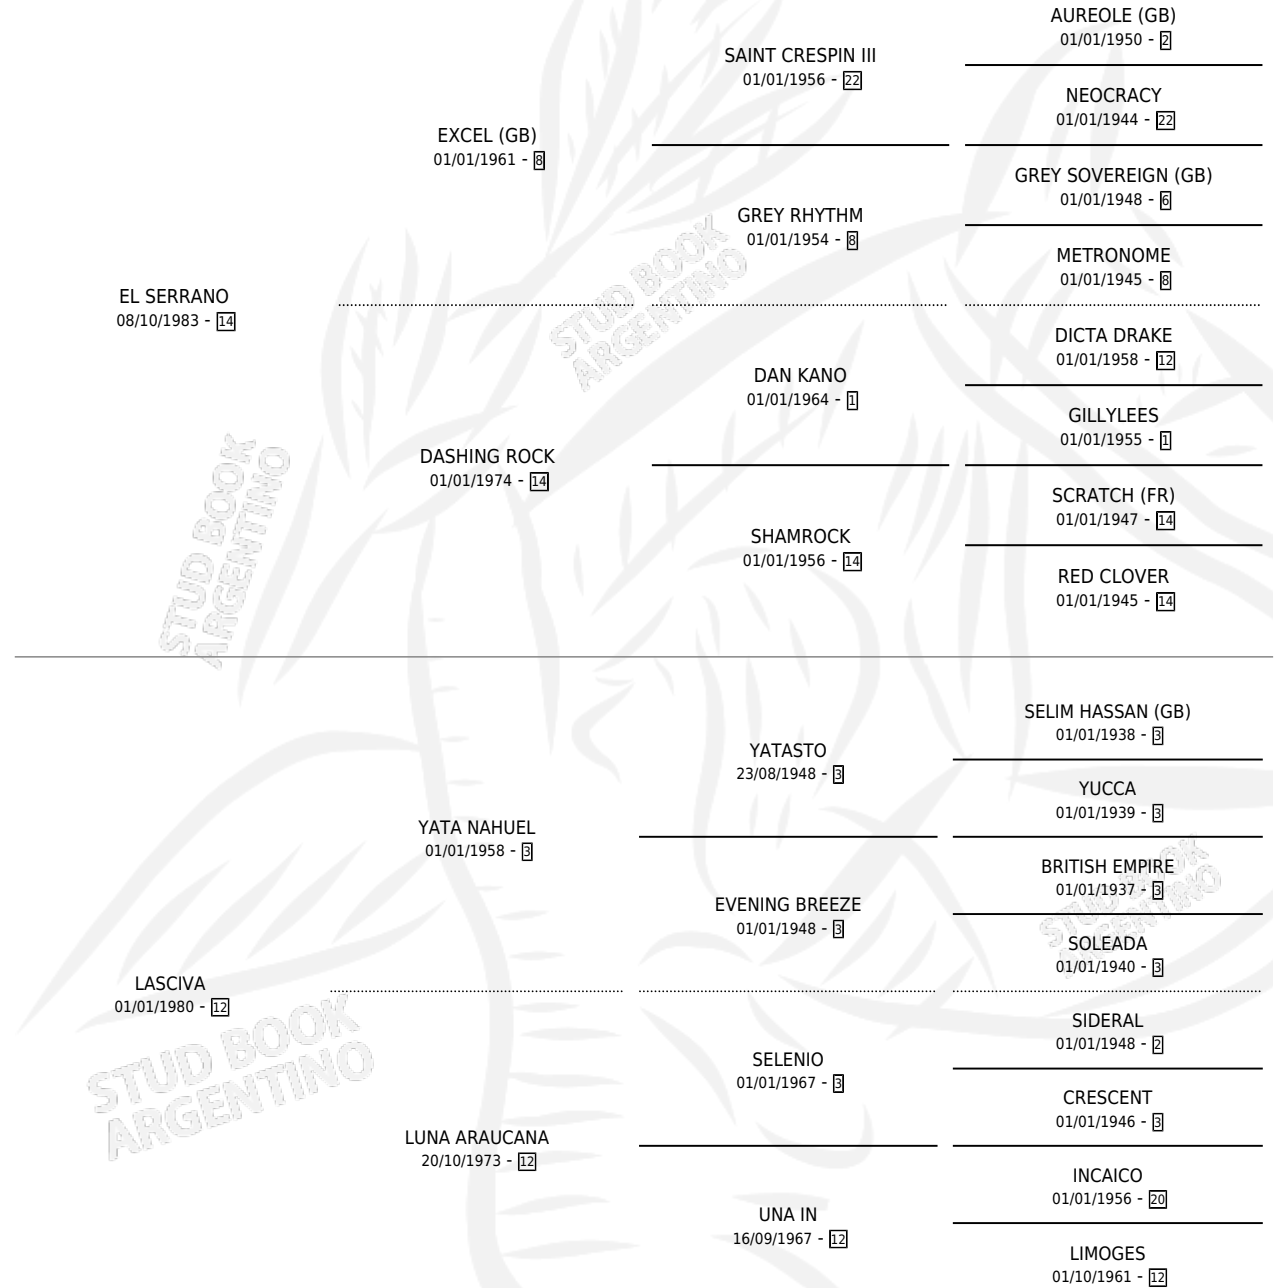 AUREOLE (GB)
01/01/1950 - 2
SAINT CRESPIN III
01/01/1956 - 22
NEOCRACY
01/01/1944 - 22
EXCEL (GB)
01/01/1961 - 8
GREY SOVEREIGN (GB)
01/01/1948 - 6
GREY RHYTHM
01/01/1954 - 8
METRONOME
01/01/1945 - 8
EL SERRANO
08/10/1983 - 14
DICTA DRAKE
01/01/1958 - 12
DAN KANO
01/01/1964 - 1
GILLYLEES
01/01/1955 - 1
DASHING ROCK
01/01/1974 - 14
SCRATCH (FR)
01/01/1947 - 14
SHAMROCK
01/01/1956 - 14
RED CLOVER
01/01/1945 - 14
SELIM HASSAN (GB)
01/01/1938 - 3
YATASTO
23/08/1948 - 3
YUCCA
01/01/1939 - 3
YATA NAHUEL
01/01/1958 - 3
BRITISH EMPIRE
01/01/1937 - 3
EVENING BREEZE
01/01/1948 - 3
SOLEADA
01/01/1940 - 3
LASCIVA
01/01/1980 - 12
SIDERAL
01/01/1948 - 2
SELENIO
01/01/1967 - 3
CRESCENT
01/01/1946 - 3
LUNA ARAUCANA
20/10/1973 - 12
INCAICO
01/01/1956 - 20
UNA IN
16/09/1967 - 12
LIMOGES
01/10/1961 - 12
STUD BOOK
ARGENTINO
STUD BOOK
ARGENTINO
STUD BOOK
ARGENTINO
STUD BOOK
ARGENTINO